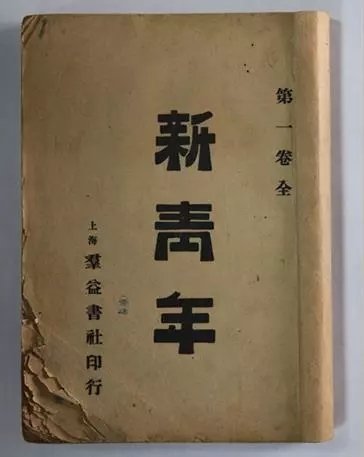 第一卷全
新青年
上海
羣益書社印行